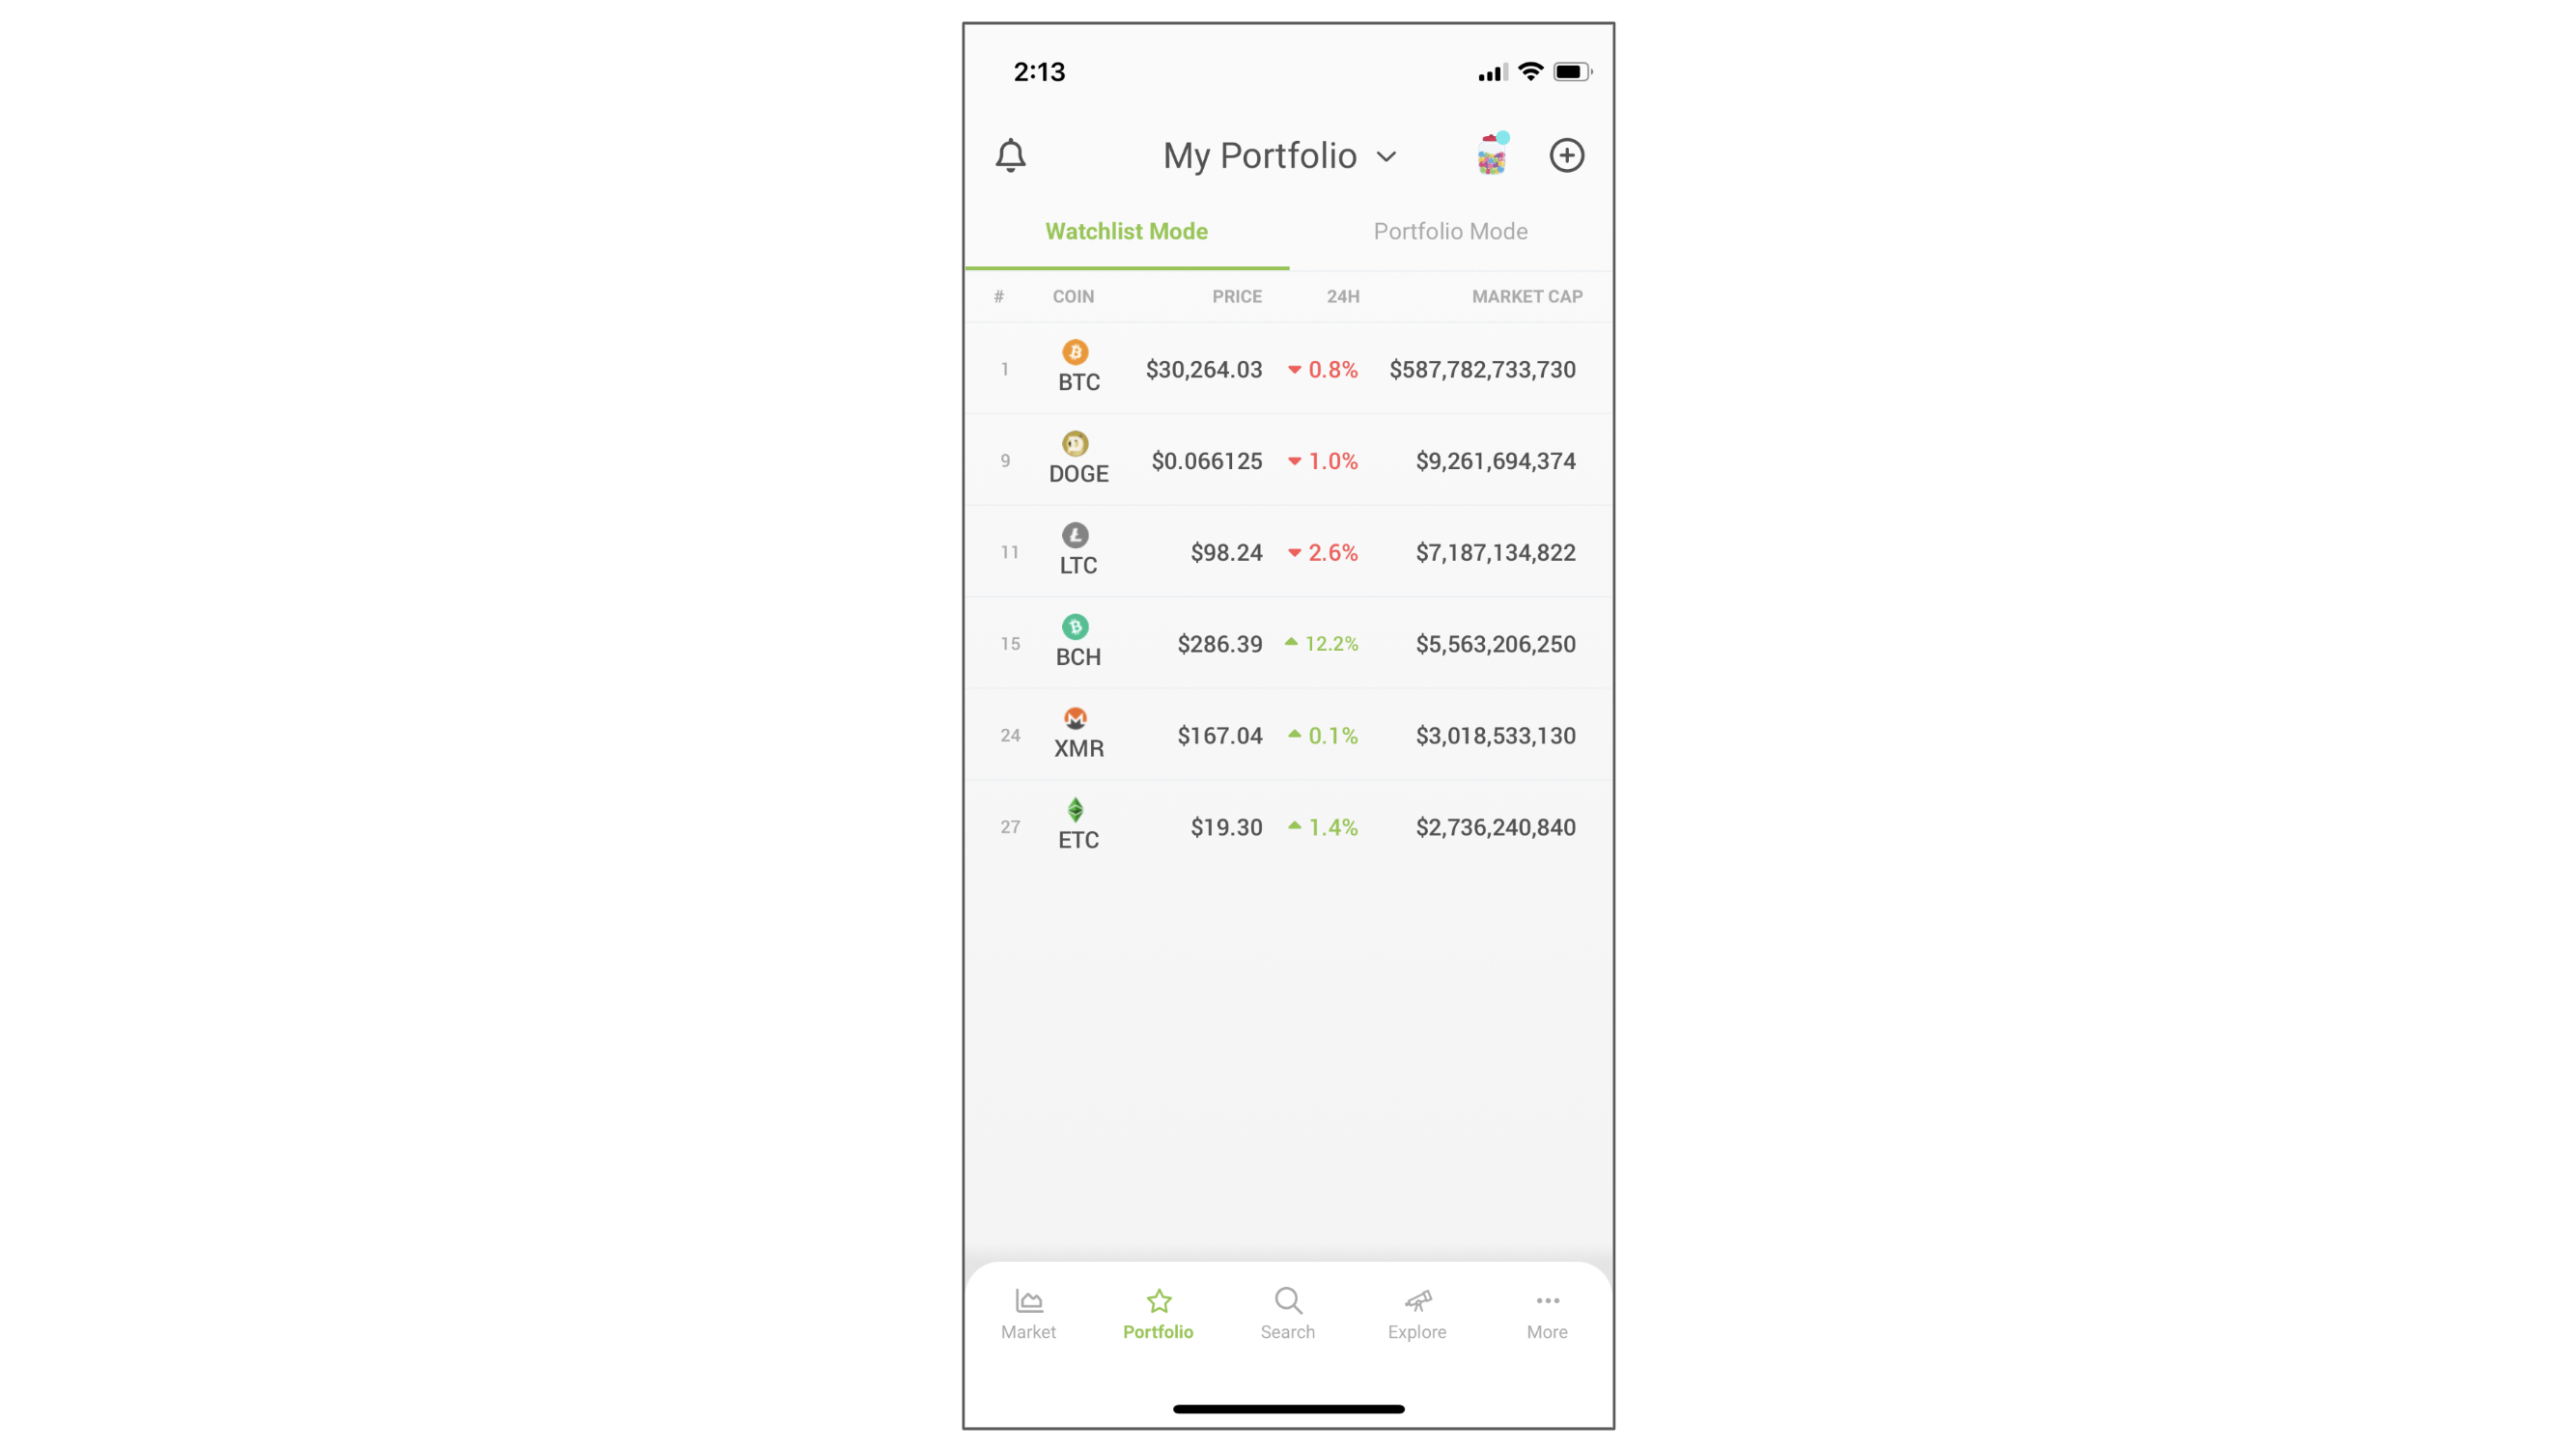 2:13
My Portfolio
Watchlist Mode Portfolio Mode
# COIN PRICE 24H MARKET CAP
1 BTC $30,264.03 0.8% $587,782,733,730
9 DOGE $0.066125 1.0% $9,261,694,374
11 LTC $98.24 2.6% $7,187,134,822
15 BCH $286.39 12.2% $5,563,206,250
24 XMR $167.04 0.1% $3,018,533,130
27 ETC $19.30 1.4% $2,736,240,840
Market Portfolio Search Explore More